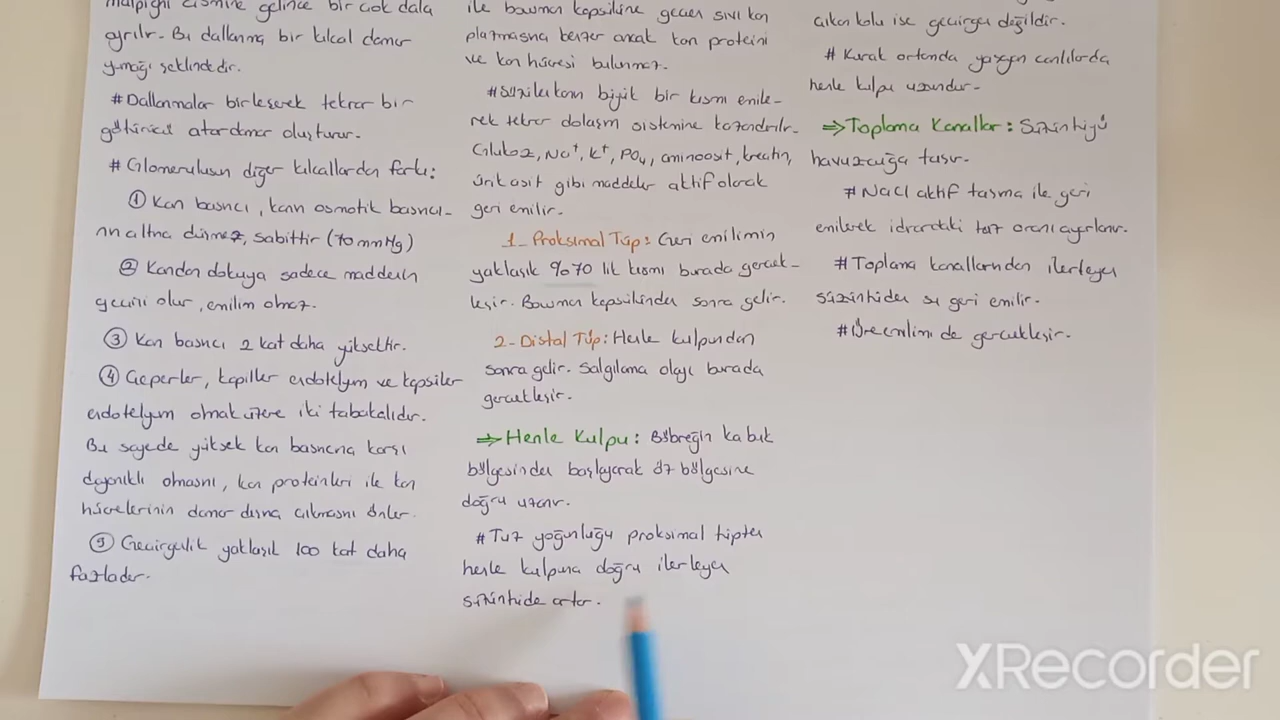 malpighi cismine gelince bir çok dala
ayrılır. Bu dallanma bir kılcal damar
yumağı şeklindedir.
#Dallanmalar birleşerek tekrar bir
götürücü atardamar oluşturur.
# Glomerulusun diğer kılcallardan farkı:
① Kan basıncı, kanın osmotik basıncı-
nın altına düşmez, sabittir (70 mmHg)
② Kandan dokuya sadece maddenin
geçişi olur, emilim olmaz.
③ Kan basıncı 2 kat daha yüksektir.
④ Çeperler, kapiller endotelyum ve kapsüler
endotelyum olmak üzere iki tabakalıdır.
Bu sayede yüksek kan basıncına karşı
dayanıklı olmasını, kan proteinleri ile kan
hücrelerinin damar dışına çıkmasını önler.
⑤ Geçirgenlik yaklaşık 100 kat daha
fazladır.
ile bowman kapsülüne geçen sıvı kan
plazmasına benzer ancak kan proteini
ve kan hücresi bulunmaz.
#Süzülen kanın büyük bir kısmı emile-
rek tekrar dolaşım sistemine kazandırılır.
Glukoz, Na⁺, K⁺, PO₄, aminoasit, kreatin,
ürik asit gibi maddeler aktif olarak
geri emilir.
1- Proksimal Tüp: Geri emilimin
yaklaşık %70 lik kısmı burada gerçek-
leşir. Bowman kapsülünden sonra gelir.
2- Distal Tüp: Henle kulpundan
sonra gelir. Salgılama olayı burada
gerçekleşir.
⇒ Henle Kulpu: Böbreğin kabuk
bölgesinden başlayarak öz bölgesine
doğru uzanır.
#Tuz yoğunluğu proksimal tüpten
henle kulpuna doğru ilerleyen
süzüntüde artar.
çıkan kolu ise geçirgen değildir.
# Kurak ortamda yaşayan canlılarda
henle kulpu uzundur.
⇒Toplama Kanalları: Süzüntüyü
havuzcuğa taşır.
#NaCl aktif taşıma ile geri
emilerek idrardaki tuz oranı ayarlanır.
#Toplama kanallarından ilerleyen
süzüntüden su geri emilir.
#Üre emilimi de gerçekleşir.
XRecorder